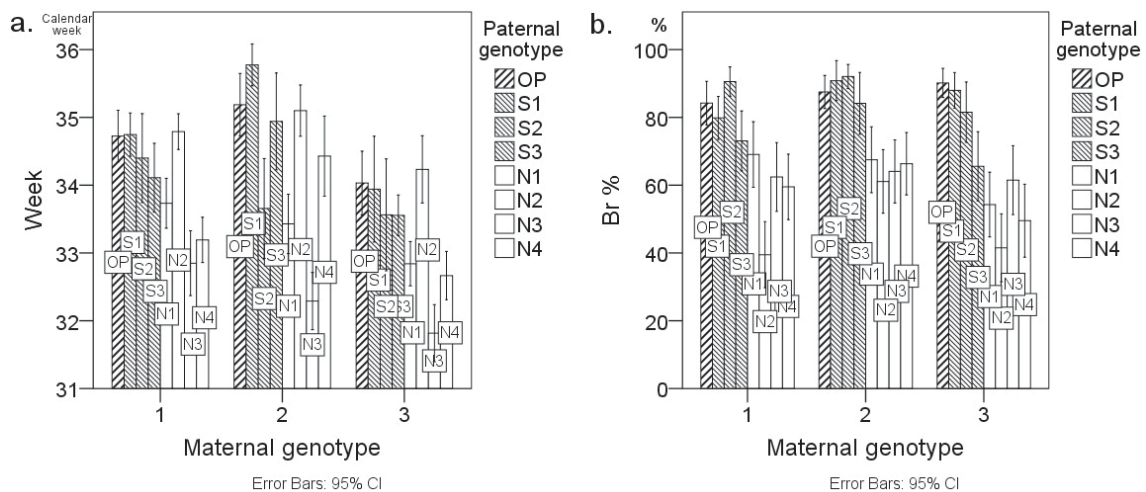 a.
Calendar
week
Week
36
35
34
33
32
31
OP
S1
S2
S3
N1
N2
N3
N4
OP
S1
S2
S3
N1
N2
N3
N4
OP
S1
S2
S3
N1
N2
N3
N4
1
2
3
Maternal genotype
Error Bars: 95% CI
Paternal
genotype
OP
S1
S2
S3
N1
N2
N3
N4
b.
%
Br %
100
80
60
40
20
0
OP
S1
S2
S3
N1
N2
N3
N4
OP
S1
S2
S3
N1
N2
N3
N4
OP
S1
S2
S3
N1
N2
N3
N4
1
2
3
Maternal genotype
Error Bars: 95% CI
Paternal
genotype
OP
S1
S2
S3
N1
N2
N3
N4